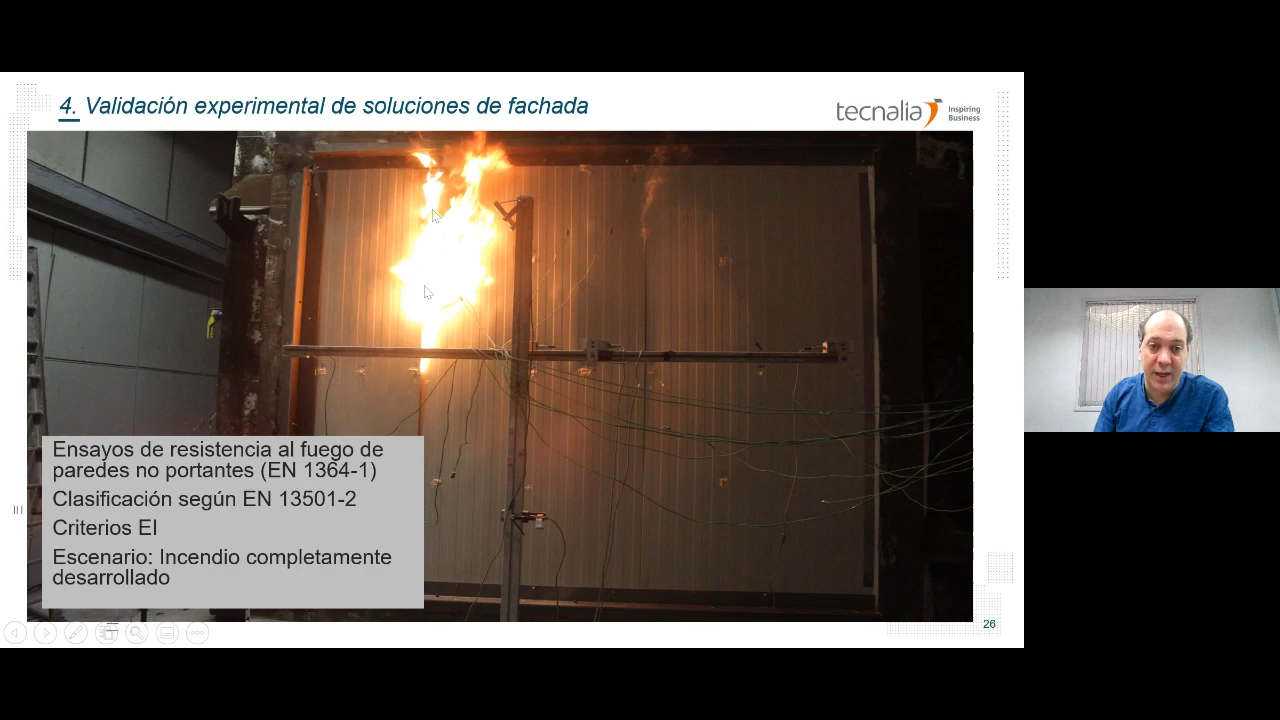 4. Validación experimental de soluciones de fachada
tecnalia
Inspiring
Business
Ensayos de resistencia al fuego de
paredes no portantes (EN 1364-1)
Clasificación según EN 13501-2
Criterios EI
Escenario: Incendio completamente
desarrollado
26